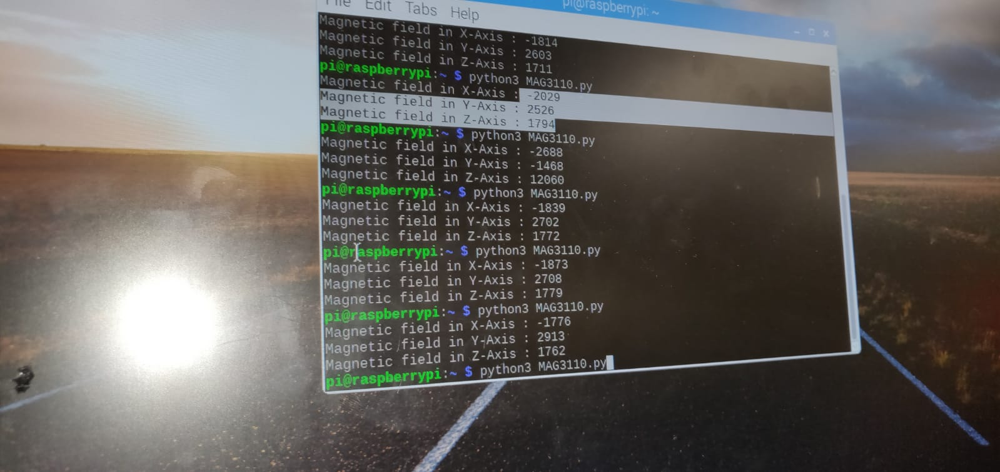 File Edit Tabs Help
pi@raspberrypi: ~
Magnetic field in X-Axis : -1814
Magnetic field in Y-Axis : 2603
Magnetic field in Z-Axis : 1711
pi@raspberrypi:~ $ python3 MAG3110.py
Magnetic field in X-Axis : -2029
Magnetic field in Y-Axis : 2526
Magnetic field in Z-Axis : 1794
pi@raspberrypi:~ $ python3 MAG3110.py
Magnetic field in X-Axis : -2688
Magnetic field in Y-Axis : -1468
Magnetic field in Z-Axis : 12060
pi@raspberrypi:~ $ python3 MAG3110.py
Magnetic field in X-Axis : -1839
Magnetic field in Y-Axis : 2702
Magnetic field in Z-Axis : 1772
pi@raspberrypi:~ $ python3 MAG3110.py
Magnetic field in X-Axis : -1873
Magnetic field in Y-Axis : 2708
Magnetic field in Z-Axis : 1779
pi@raspberrypi:~ $ python3 MAG3110.py
Magnetic field in X-Axis : -1776
Magnetic field in Y-Axis : 2913
Magnetic field in Z-Axis : 1762
pi@raspberrypi:~ $ python3 MAG3110.py